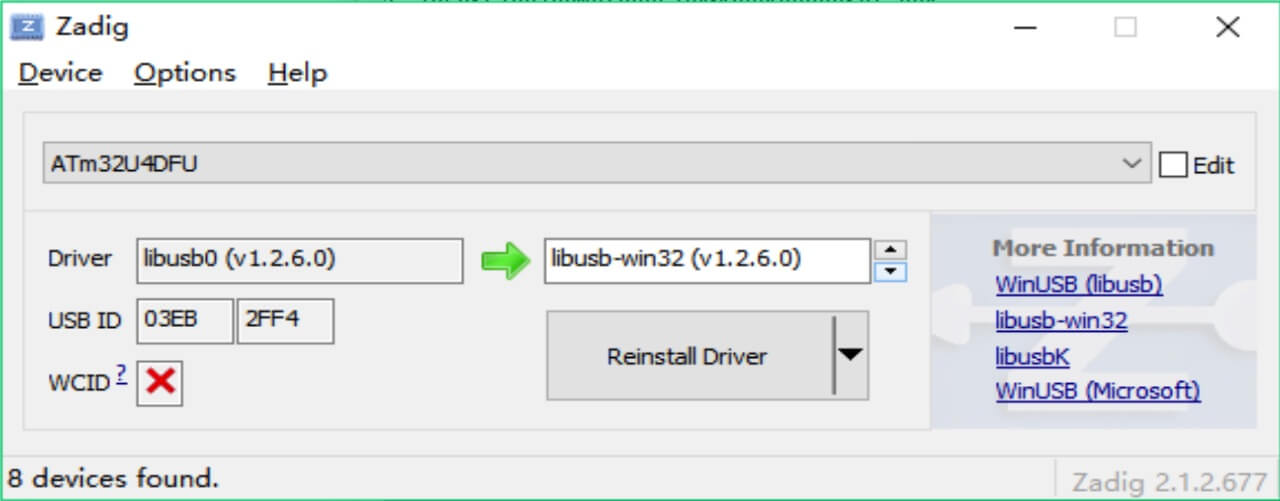 Zadig
Device Options Help
ATm32U4DFU
Edit
Driver libusb0 (v1.2.6.0) libusb-win32 (v1.2.6.0)
USB ID 03EB 2FF4
WCID ?
Reinstall Driver
More Information
WinUSB (libusb)
libusb-win32
libusbK
WinUSB (Microsoft)
8 devices found.
Zadig 2.1.2.677